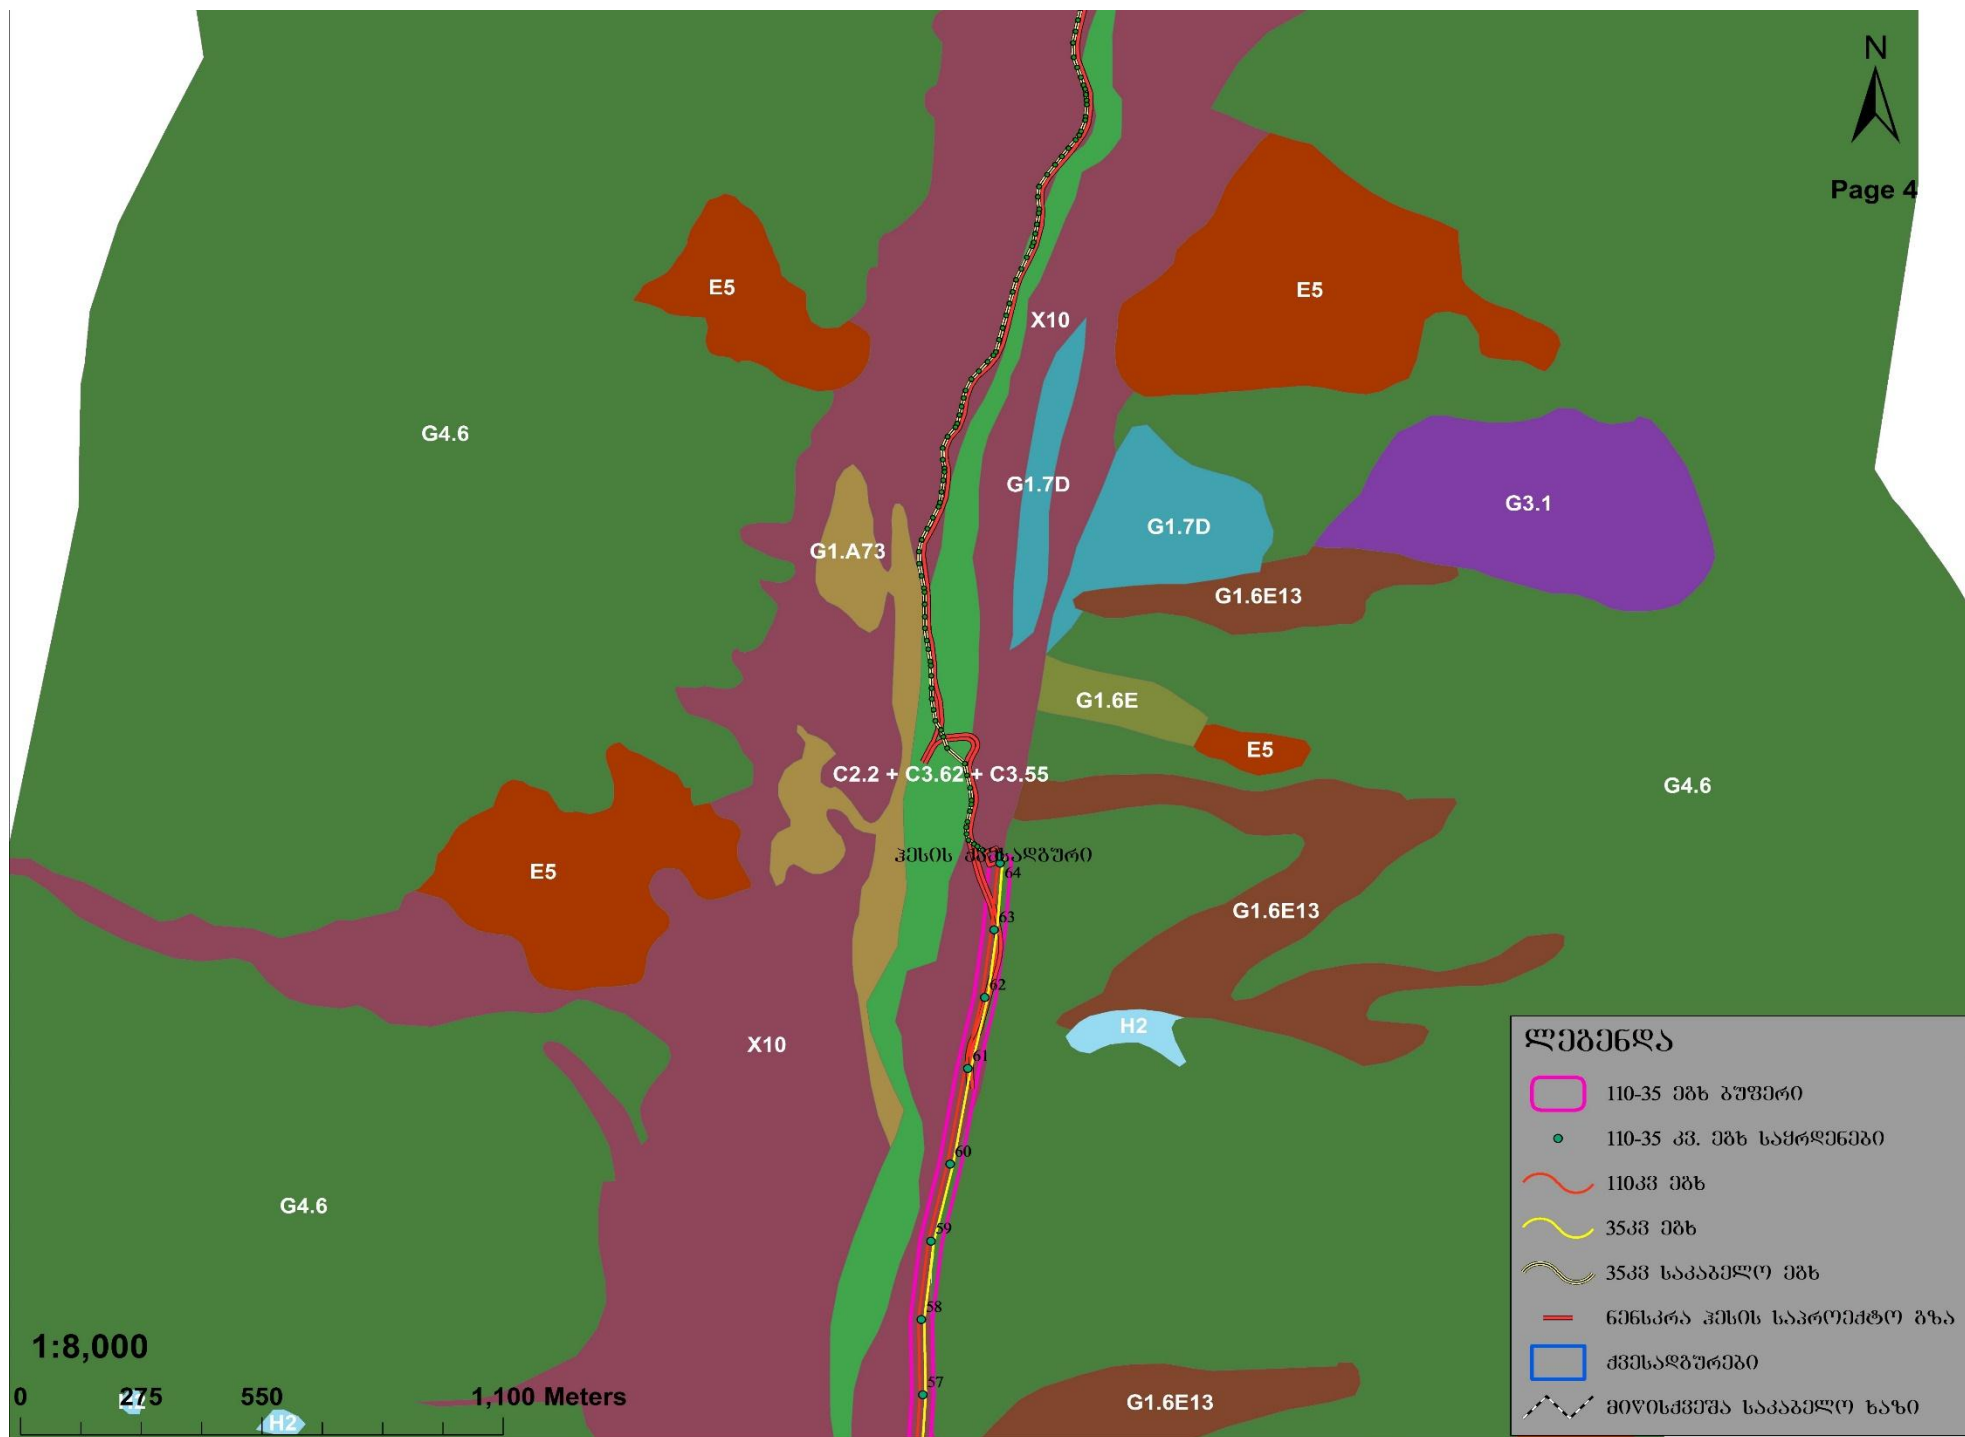 N
Page 4
E5
E5
X10
G4.6
G1.7D
G3.1
G1.7D
G1.A73
G1.6E13
G1.6E
E5
C2.2 + C3.62 + C3.55
G4.6
ჰესის ქვესადგური
64
E5
G1.6E13
63
62
H2
61
X10
60
G4.6
59
58
57
G1.6E13
1:8,000
0 275 550 1,100 Meters
H2
H2
ლეგენდა
110-35 ეგხ ბუფერი
110-35 კვ. ეგხ საყრდენები
110კვ ეგხ
35კვ ეგხ
35კვ საკაბელო ეგხ
ნენსკრა ჰესის საპროექტო გზა
ქვესადგურები
მიწისქვეშა საკაბელო ხაზი